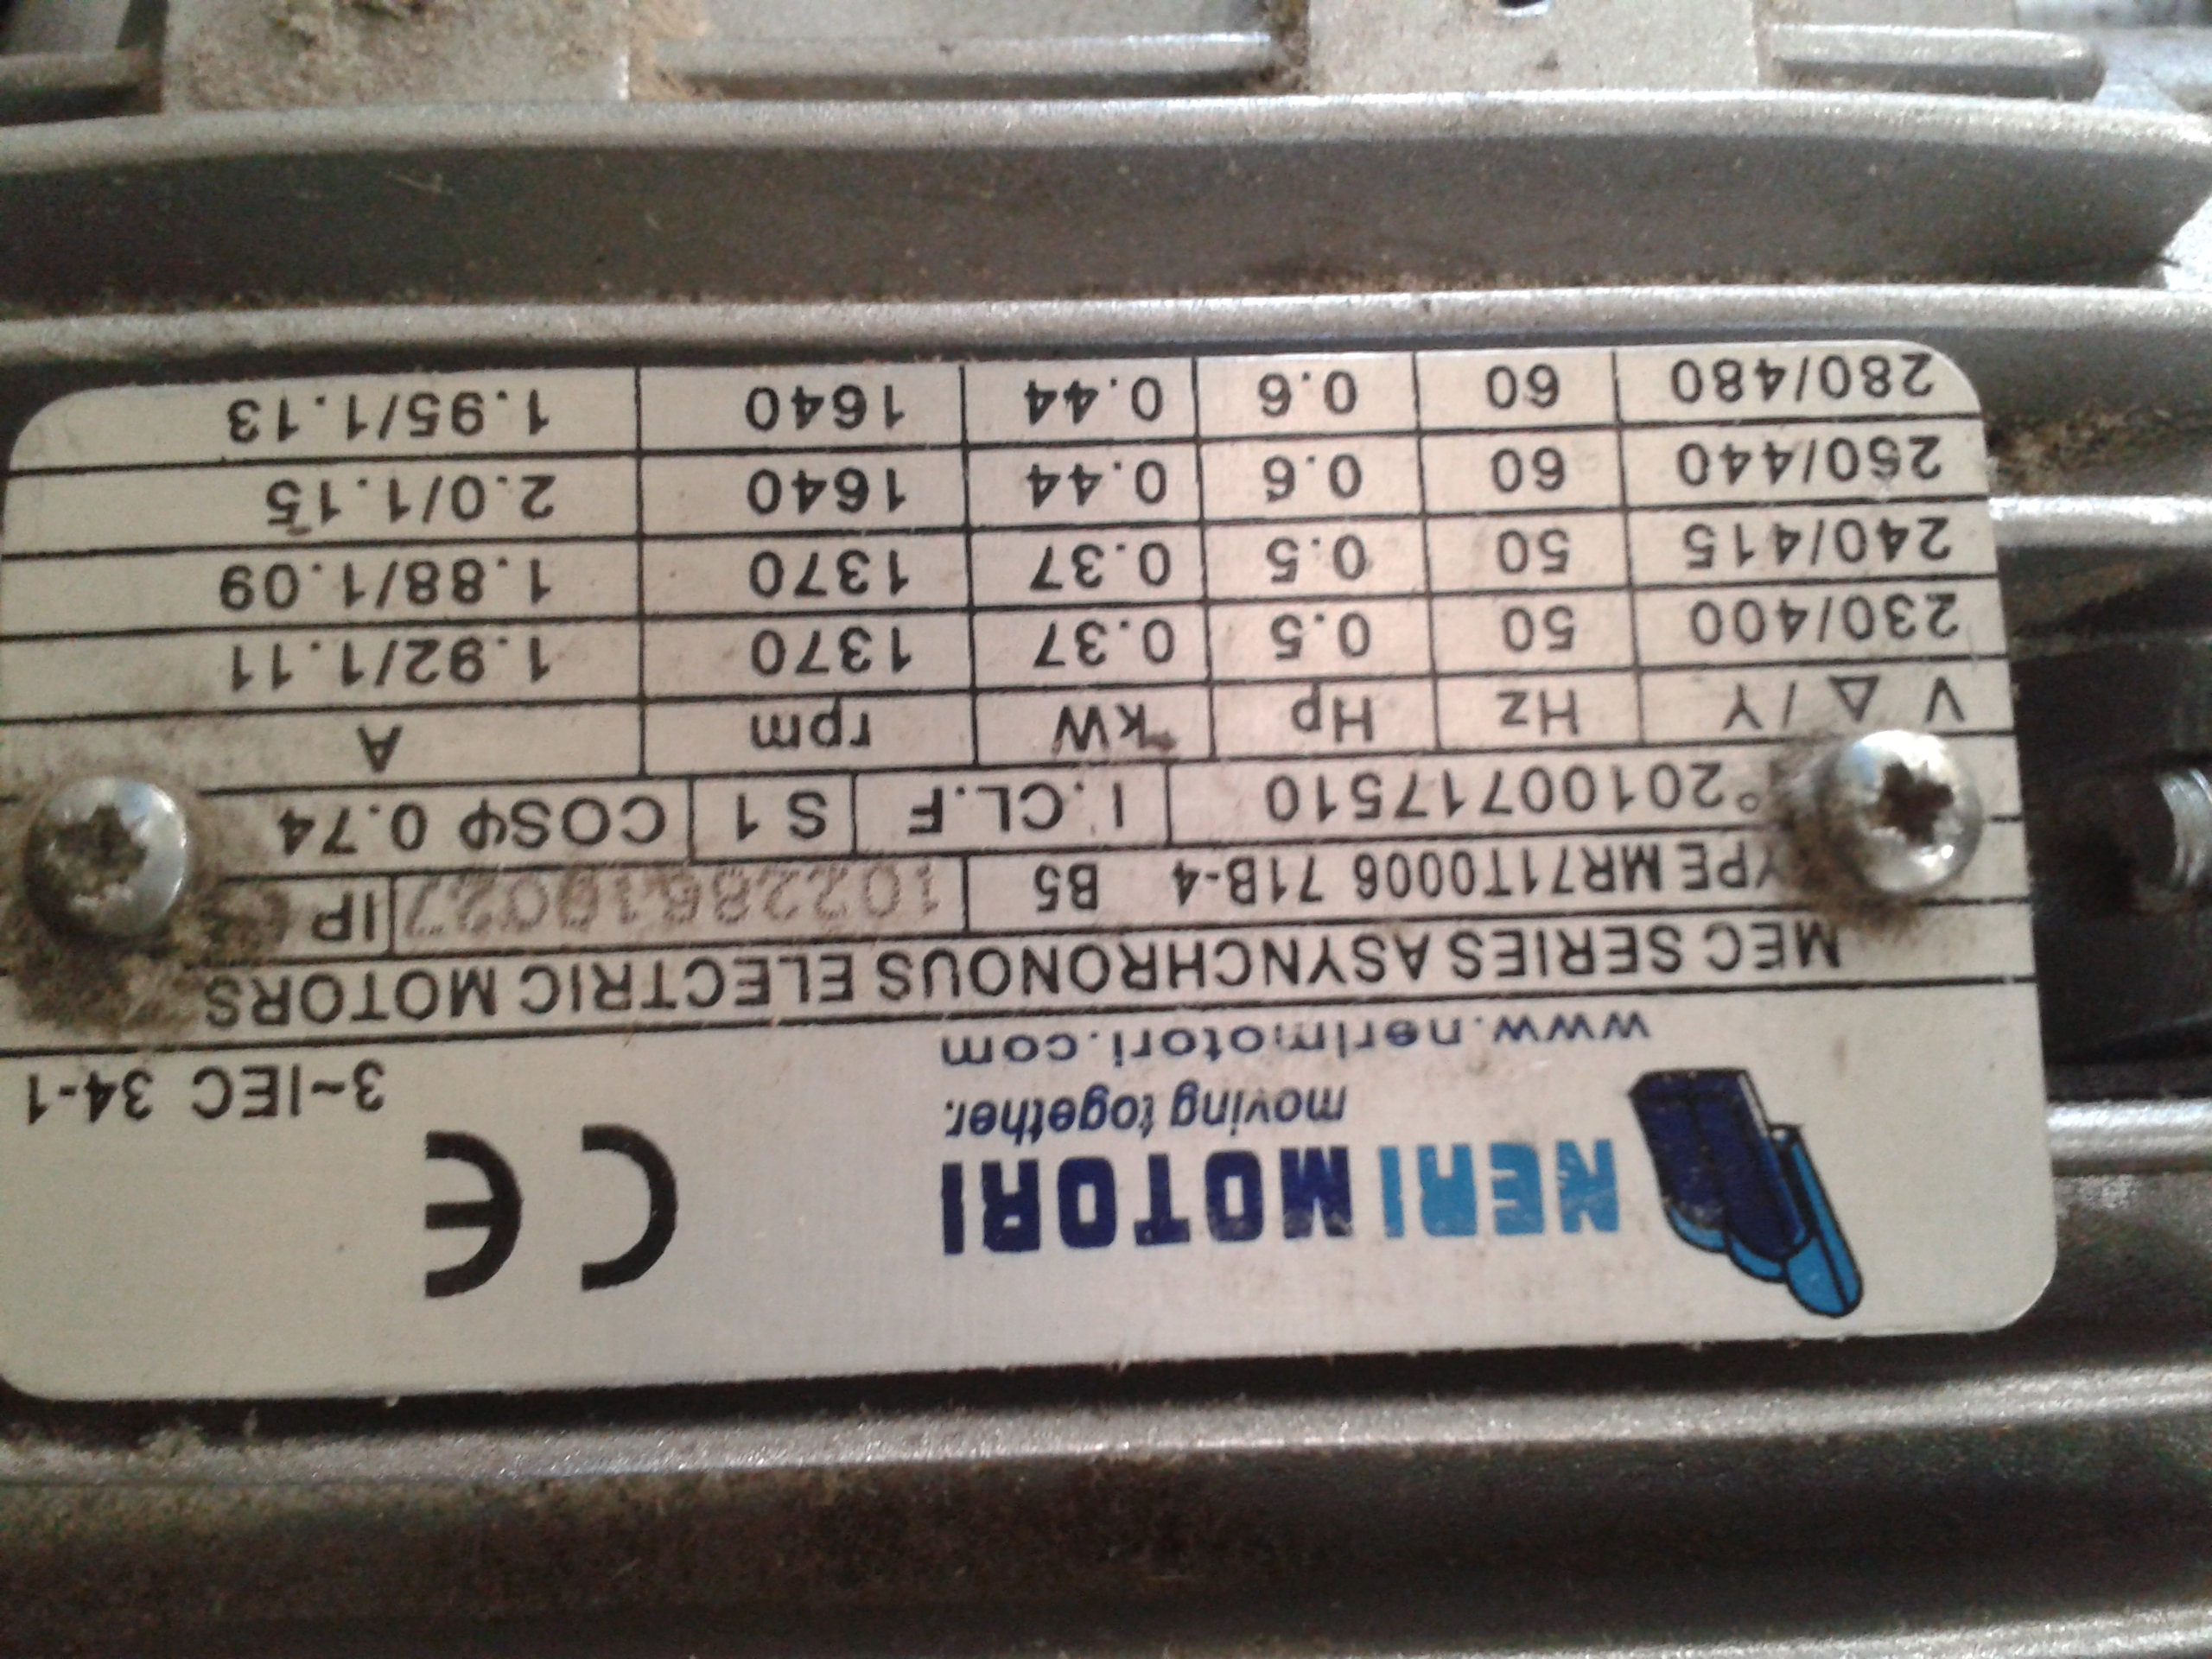 NERI MOTORI
moving together.
www.nerimotori.com
CE
3~IEC 34-1
MEC SERIES ASYNCHRONOUS ELECTRIC MOTORS
YPE MR71T0006 71B-4 B5 IP
°20100717510 I.CL.F S 1 COSφ 0.74
V Δ / Y Hz Hp kW rpm A
230/400 50 0.5 0.37 1370 1.92/1.11
240/415 50 0.5 0.37 1370 1.88/1.09
260/440 60 0.6 0.44 1640 2.0/1.15
280/480 60 0.6 0.44 1640 1.95/1.13